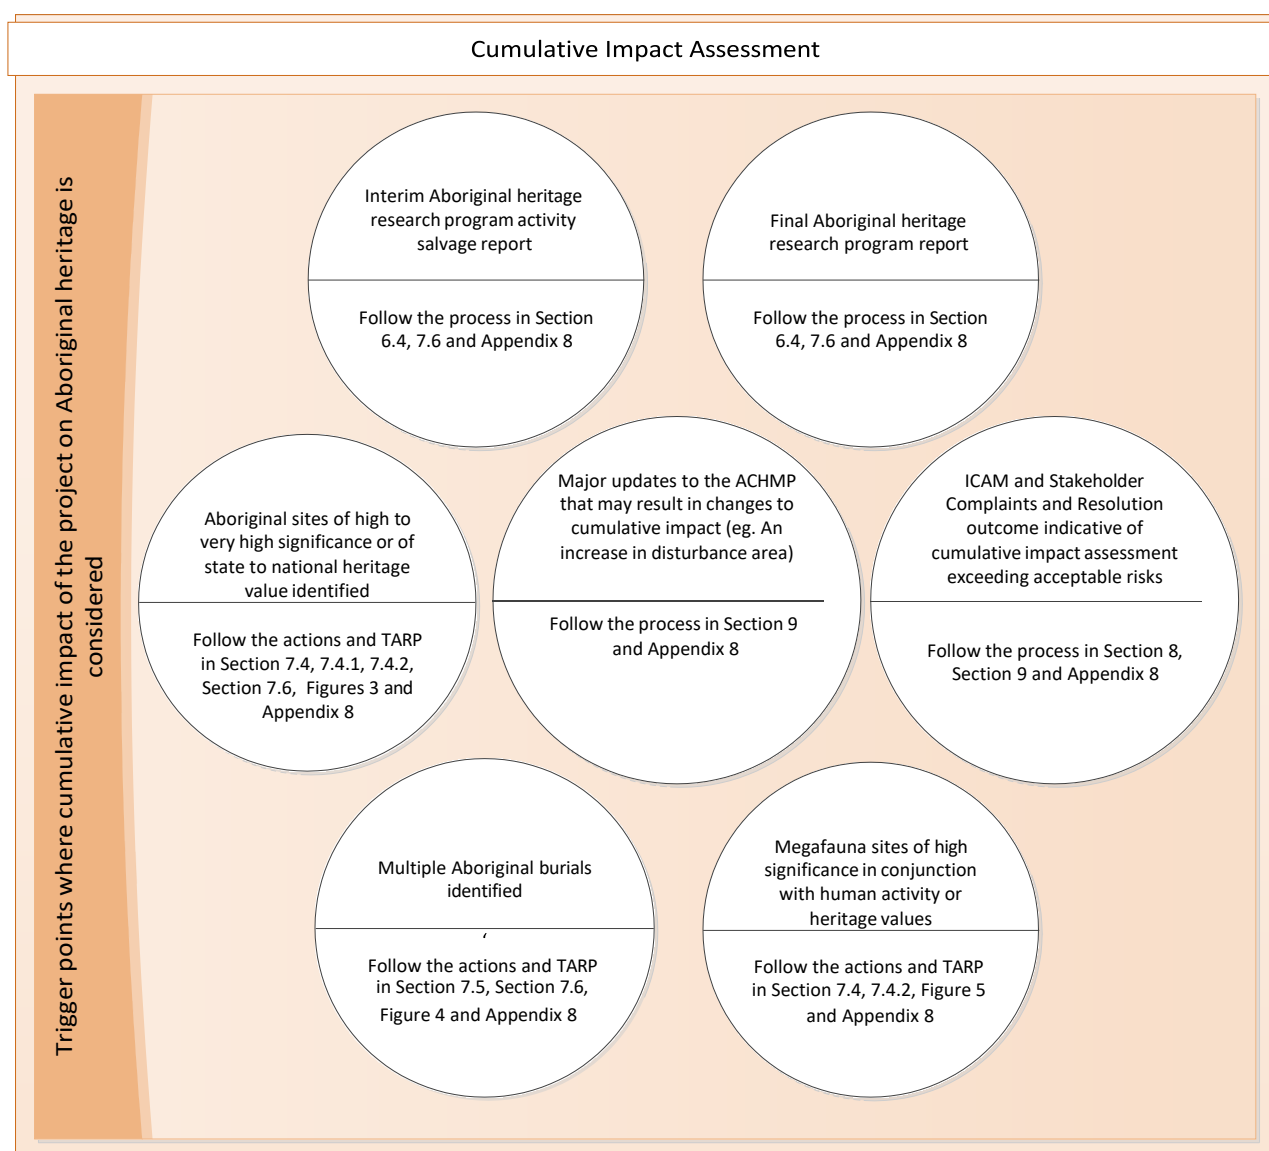 Cumulative Impact Assessment
Trigger points where cumulative impact of the project on Aboriginal heritage is
considered
Interim Aboriginal heritage
research program activity
salvage report
Follow the process in Section
6.4, 7.6 and Appendix 8
Final Aboriginal heritage
research program report
Follow the process in Section
6.4, 7.6 and Appendix 8
Aboriginal sites of high to
very high significance or of
state to national heritage
value identified
Follow the actions and TARP
in Section 7.4, 7.4.1, 7.4.2,
Section 7.6,  Figures 3 and
Appendix 8
Major updates to the ACHMP
that may result in changes to
cumulative impact (eg. An
increase in disturbance area)
Follow the process in Section 9
and Appendix 8
ICAM and Stakeholder
Complaints and Resolution
outcome indicative of
cumulative impact assessment
exceeding acceptable risks
Follow the process in Section 8,
Section 9 and Appendix 8
Multiple Aboriginal burials
identified
‘
Follow the actions and TARP
in Section 7.5, Section 7.6,
Figure 4 and Appendix 8
Megafauna sites of high
significance in conjunction
with human activity or
heritage values
Follow the actions and TARP
in Section 7.4, 7.4.2, Figure 5
and Appendix 8